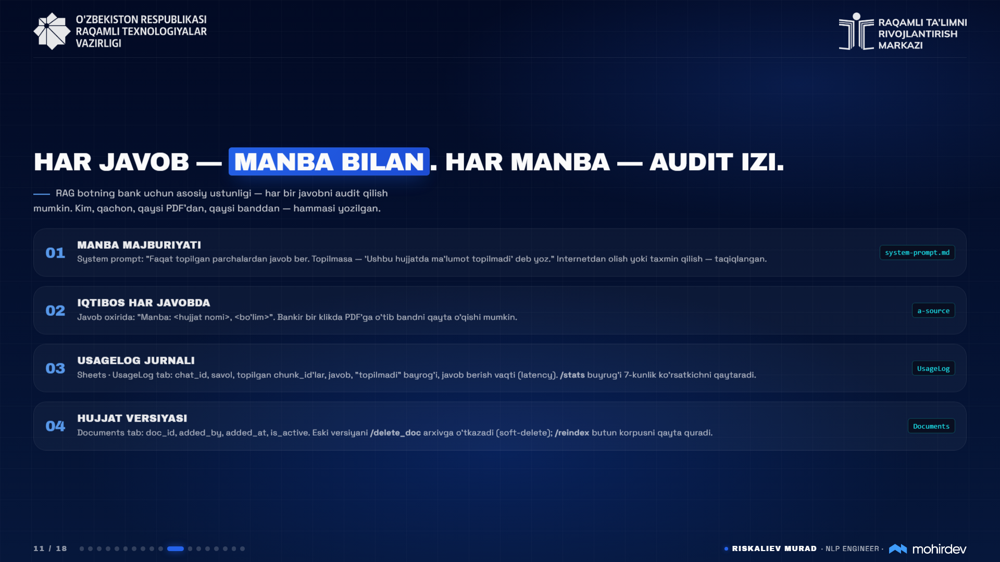 O'ZBEKISTON RESPUBLIKASI
RAQAMLI TEXNOLOGIYALAR
VAZIRLIGI
RAQAMLI TA'LIMNI
RIVOJLANTIRISH
MARKAZI
HAR JAVOB — MANBA BILAN. HAR MANBA — AUDIT IZI.
RAG botning bank uchun asosiy ustunligi — har bir javobni audit qilish
mumkin. Kim, qachon, qaysi PDF'dan, qaysi banddan — hammasi yozilgan.
01
MANBA MAJBURIYATI
System prompt: "Faqat topilgan parchalardan javob ber. Topilmasa — 'Ushbu hujjatda ma'lumot topilmadi' deb yoz." Internetdan olish yoki taxmin qilish — taqiqlangan.
system-prompt.md
02
IQTIBOS HAR JAVOBDA
Javob oxirida: "Manba: <hujjat nomi>, <bo'lim>". Bankir bir klikda PDF'ga o'tib bandni qayta o'qishi mumkin.
a-source
03
USAGELOG JURNALI
Sheets · UsageLog tab: chat_id, savol, topilgan chunk_id'lar, javob, "topilmadi" bayrog'i, javob berish vaqti (latency). /stats buyrug'i 7-kunlik ko'rsatkichni qaytaradi.
UsageLog
04
HUJJAT VERSIYASI
Documents tab: doc_id, added_by, added_at, is_active. Eski versiyani /delete_doc arxivga o'tkazadi (soft-delete); /reindex butun korpusni qayta quradi.
Documents
11 / 18
RISKALIEV MURAD · NLP ENGINEER ·
mohirdev